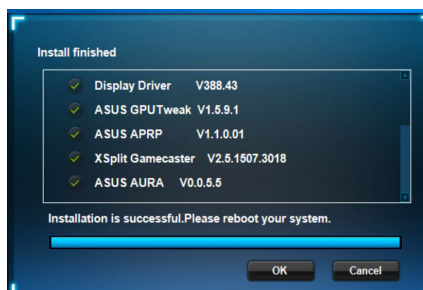 Install finished
Display Driver V388.43
ASUS GPUTweak V1.5.9.1
ASUS APRP V1.1.0.01
XSplit Gamecaster V2.5.1507.3018
ASUS AURA V0.0.5.5
Installation is successful.Please reboot your system.
OK Cancel